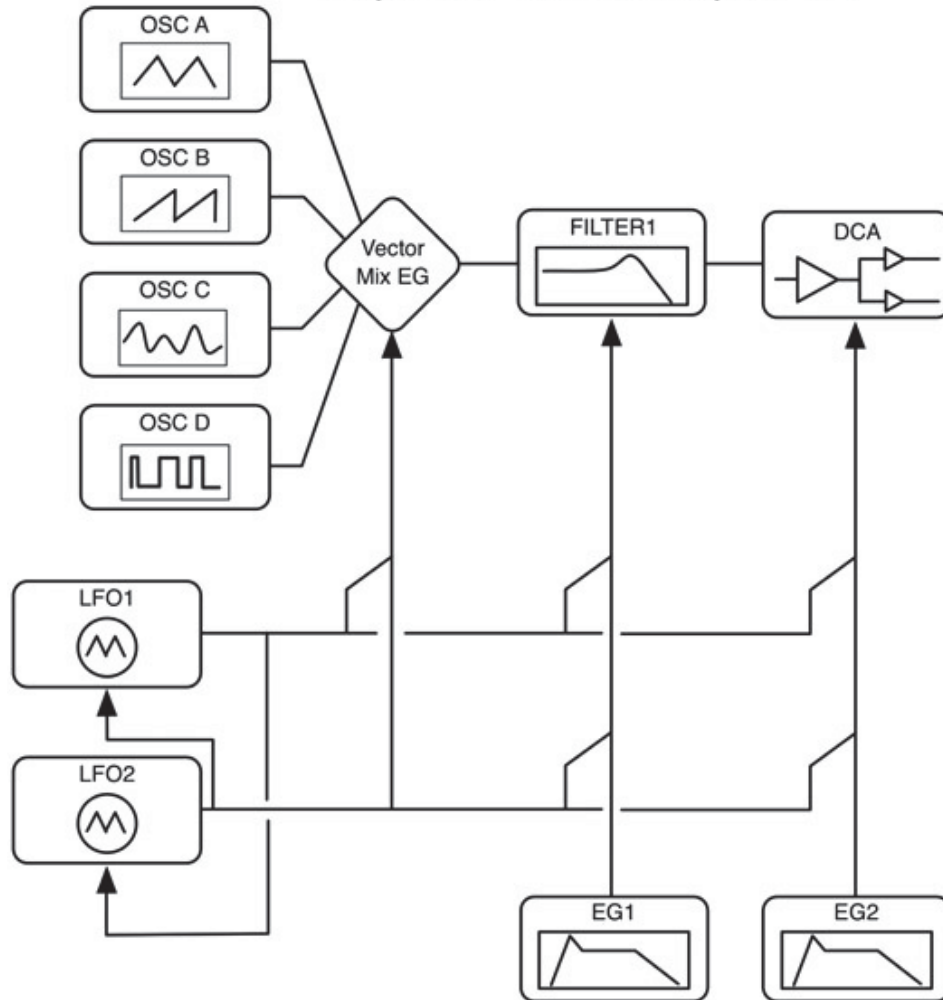 OSC A
OSC B
OSC C
OSC D
Vector
Mix EG
FILTER1
DCA
LFO1
LFO2
EG1
EG2